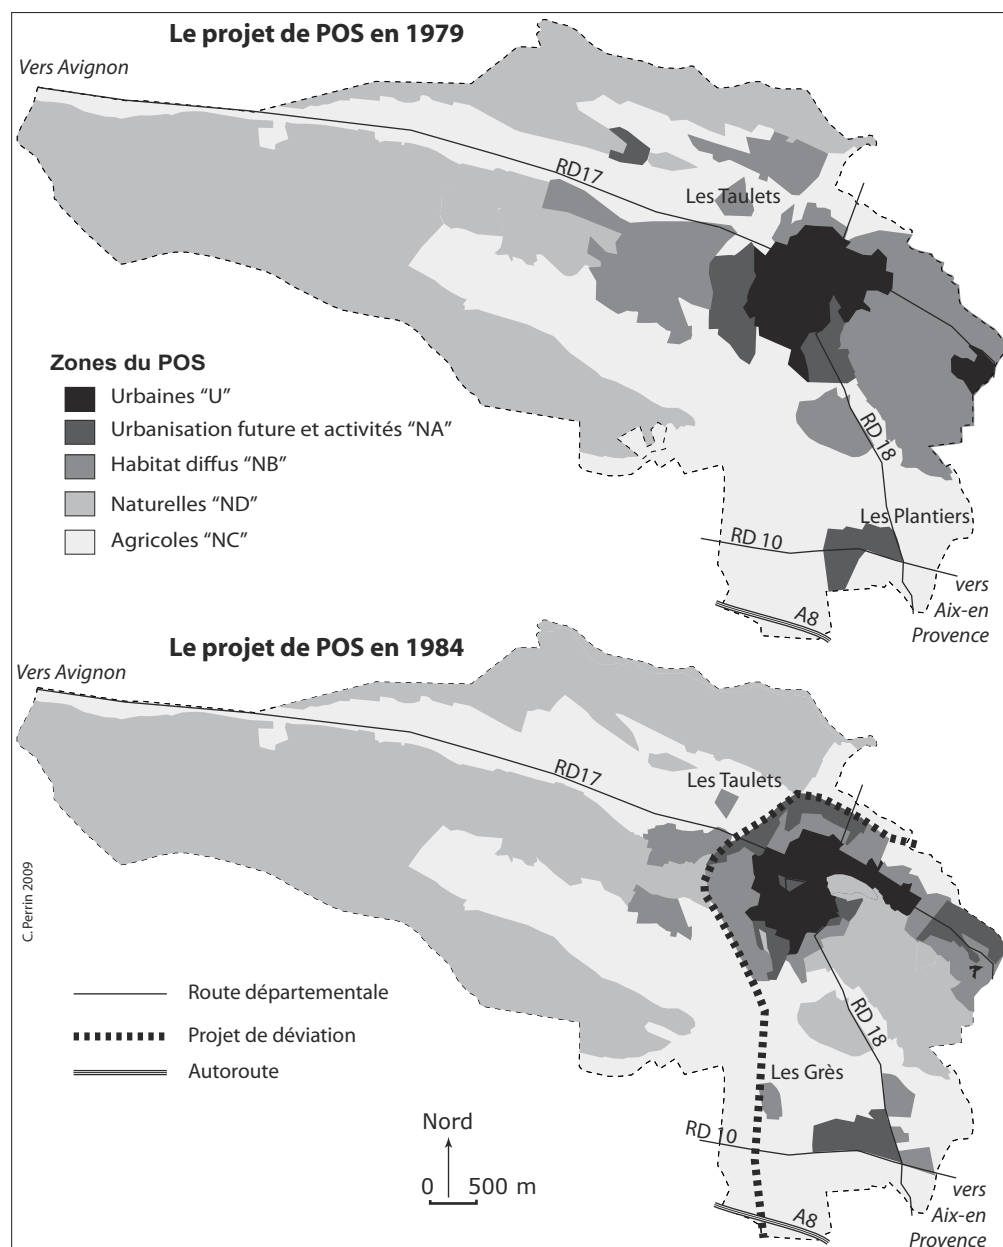 Le projet de POS en 1979
Vers Avignon
RD17
Les Taulets
Zones du POS
Urbaines “U”
Urbanisation future et activités “NA”
Habitat diffus “NB”
Naturelles “ND”
Agricoles “NC”
RD 18
Les Plantiers
RD 10
vers
Aix-en
Provence
A8
Le projet de POS en 1984
Vers Avignon
RD17
Les Taulets
C. Perrin 2009
Route départementale
Projet de déviation
Autoroute
RD 18
Les Grès
Nord
RD 10
0 500 m
vers
Aix-en
Provence
A8